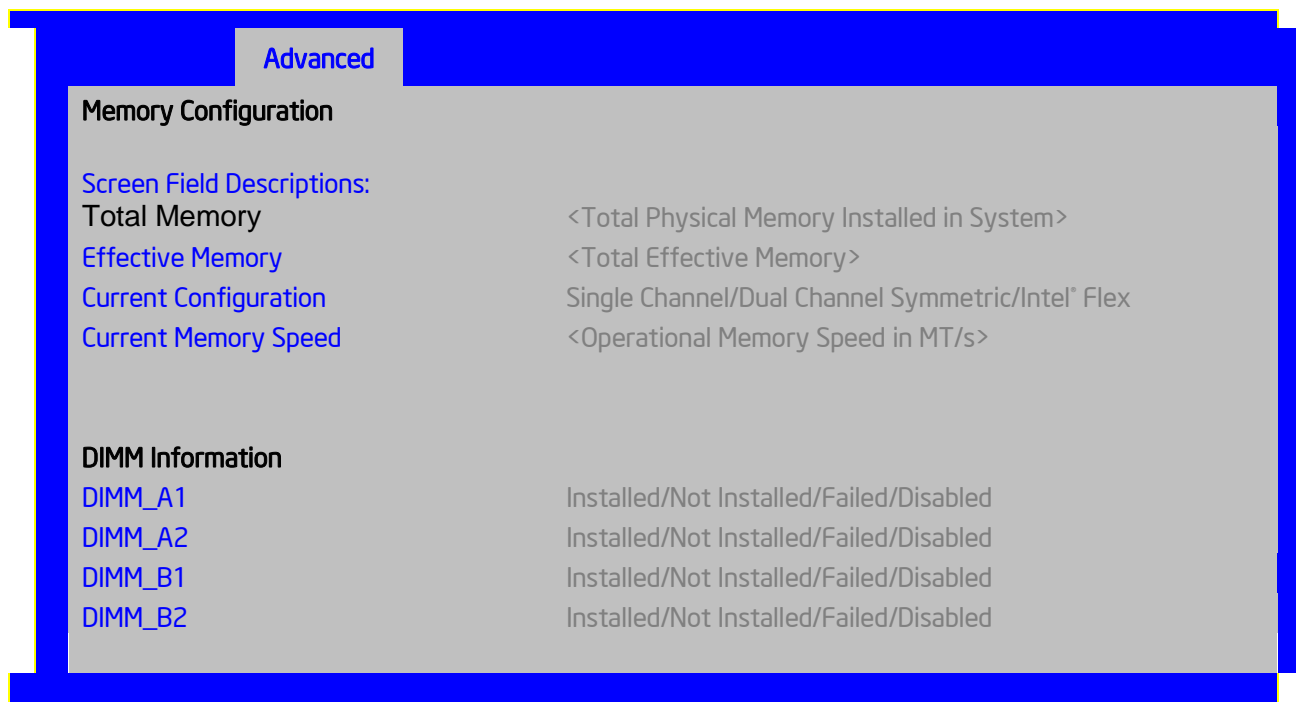 Advanced
Memory Configuration
Screen Field Descriptions:
Total Memory <Total Physical Memory Installed in System>
Effective Memory <Total Effective Memory>
Current Configuration Single Channel/Dual Channel Symmetric/Intel® Flex
Current Memory Speed <Operational Memory Speed in MT/s>
DIMM Information
DIMM_A1 Installed/Not Installed/Failed/Disabled
DIMM_A2 Installed/Not Installed/Failed/Disabled
DIMM_B1 Installed/Not Installed/Failed/Disabled
DIMM_B2 Installed/Not Installed/Failed/Disabled